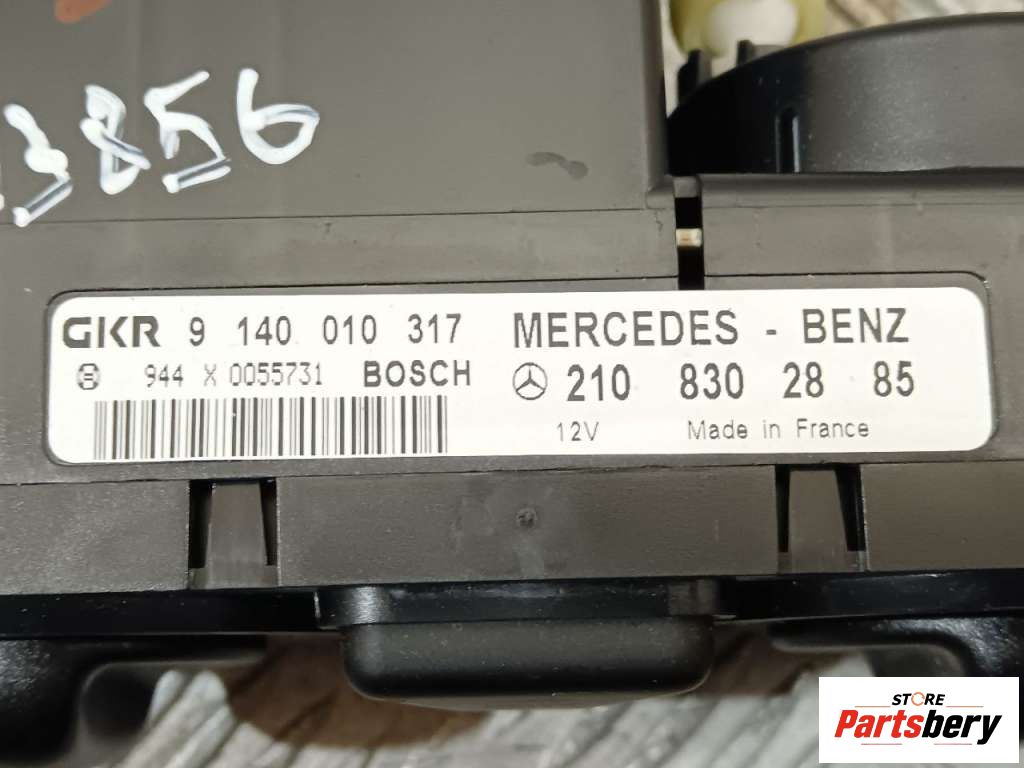 3856
GKR 9 140 010 317
944 X 0055731 BOSCH
MERCEDES - BENZ
210 830 28 85
12V Made in France
STORE
Partsbery